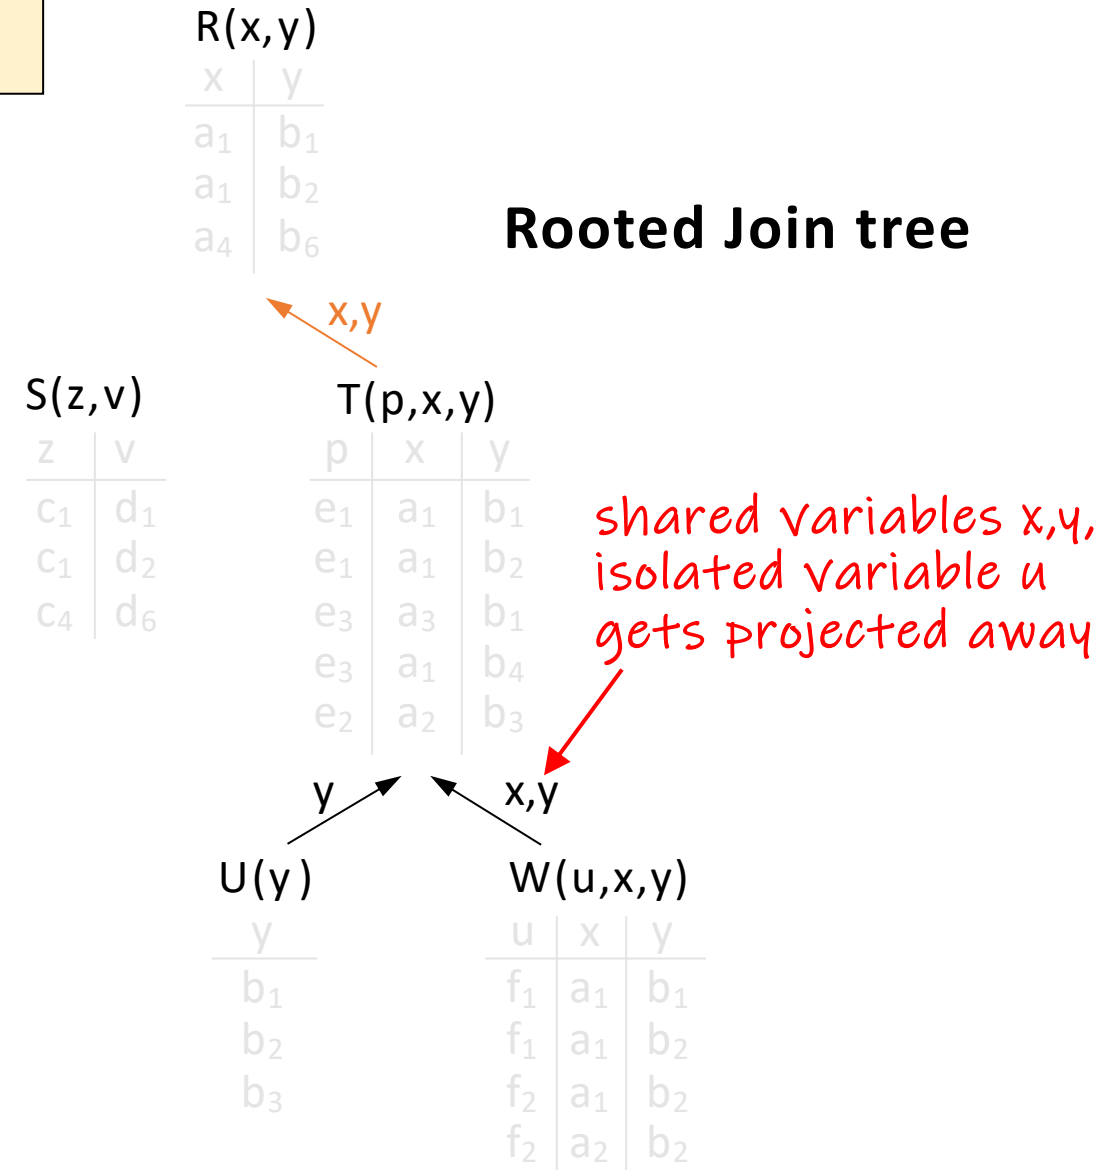 R(x,y)
x y
a₁ b₁
a₁ b₂
a₄ b₆
Rooted Join tree
x,y
S(z,v)
z v
c₁ d₁
c₁ d₂
c₄ d₆
T(p,x,y)
p x y
e₁ a₁ b₁
e₁ a₁ b₂
e₃ a₃ b₁
e₃ a₁ b₄
e₂ a₂ b₃
shared variables x,y,
isolated variable u
gets projected away
y
x,y
U(y)
y
b₁
b₂
b₃
W(u,x,y)
u x y
f₁ a₁ b₁
f₁ a₁ b₂
f₂ a₁ b₂
f₂ a₂ b₂